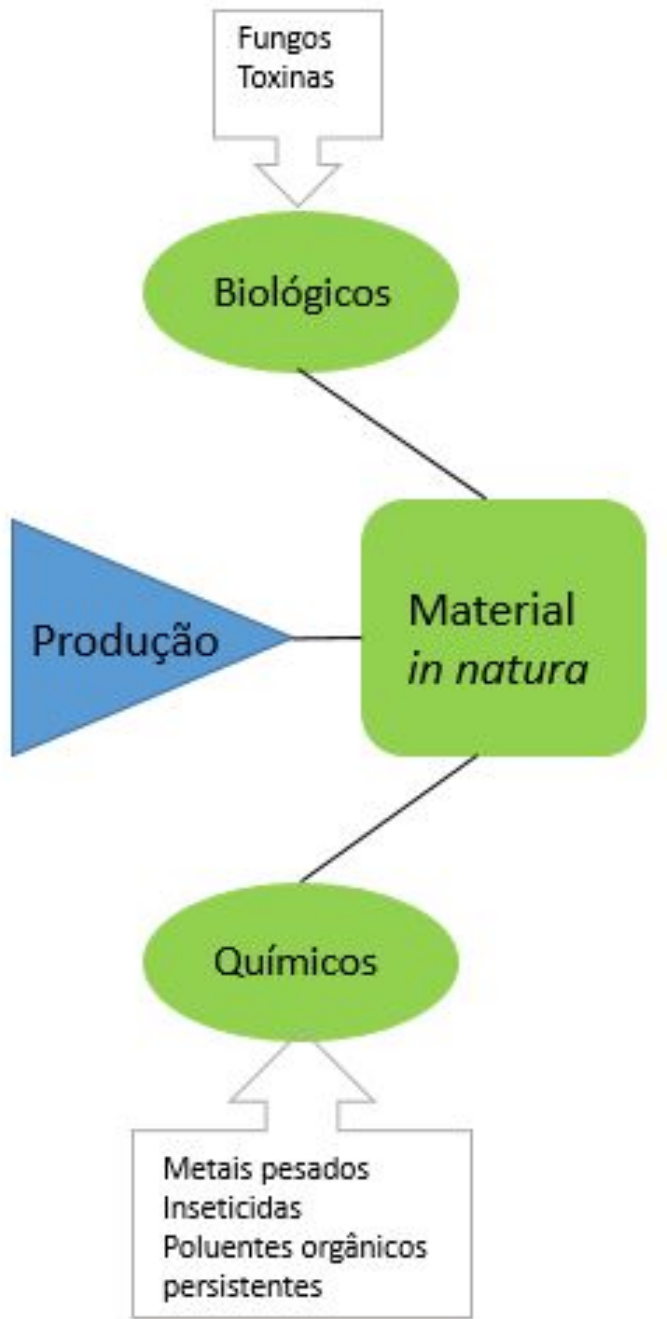 Fungos
Toxinas
Biológicos
Produção
Material
in natura
Químicos
Metais pesados
Inseticidas
Poluentes orgânicos
persistentes